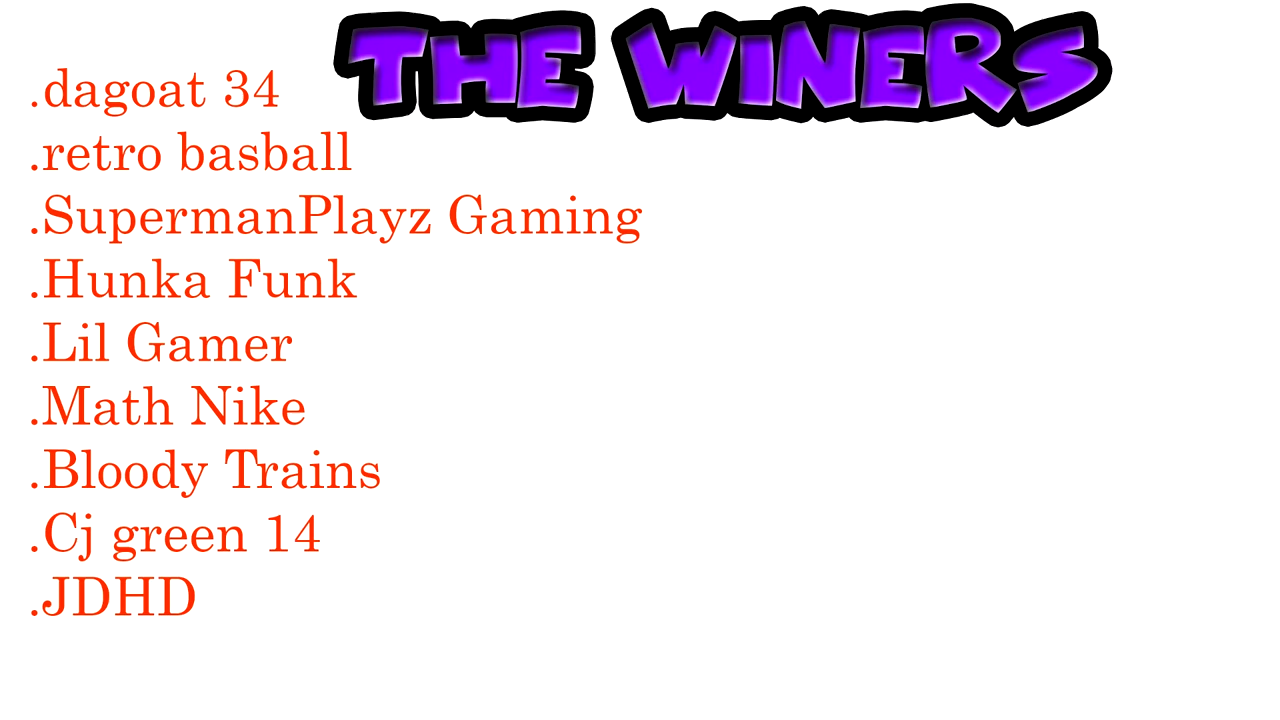 THE WINERS
.dagoat 34
.retro basball
.SupermanPlayz Gaming
.Hunka Funk
.Lil Gamer
.Math Nike
.Bloody Trains
.Cj green 14
.JDHD